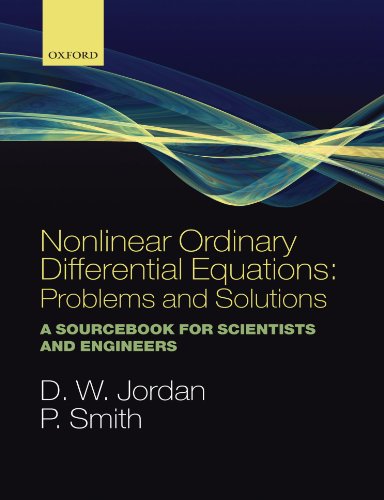 OXFORD
Nonlinear Ordinary
Differential Equations:
Problems and Solutions
A SOURCEBOOK FOR SCIENTISTS
AND ENGINEERS
D. W. Jordan
P. Smith